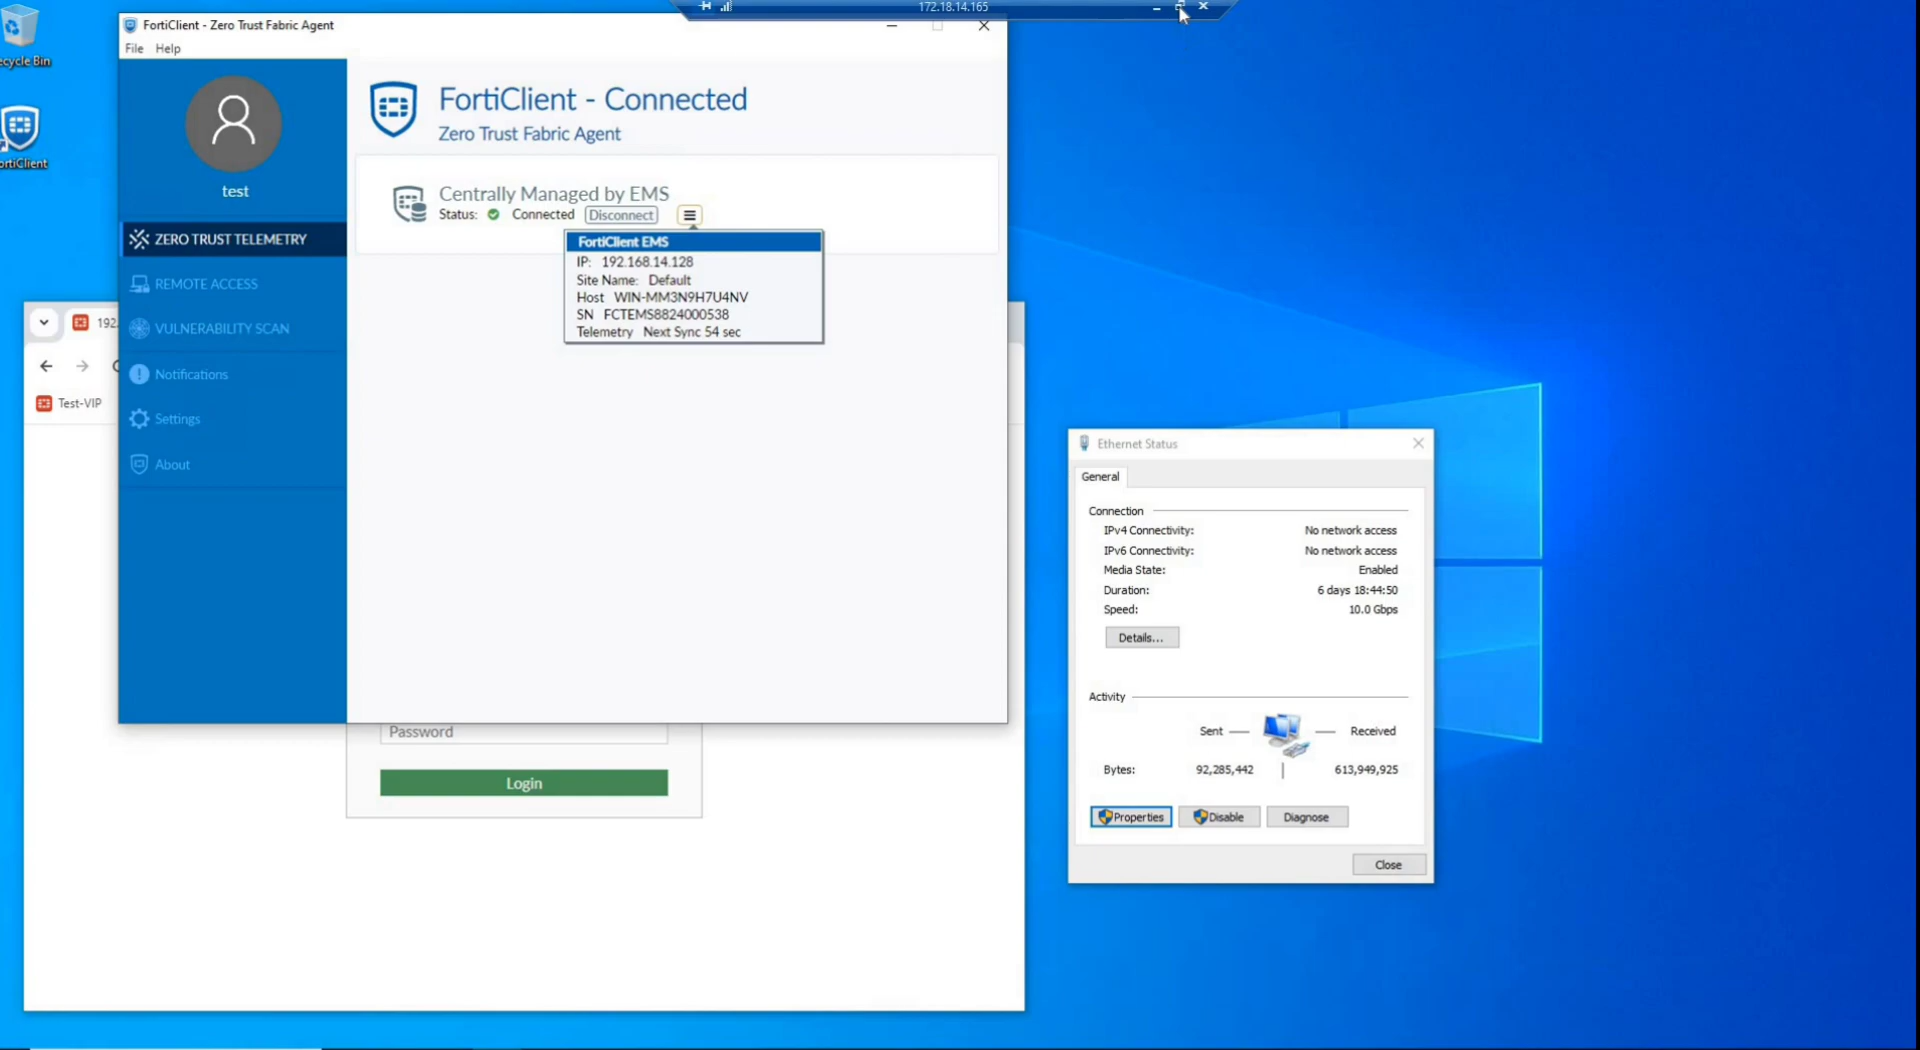 172.18.14.165
FortiClient - Zero Trust Fabric Agent
File Help
ecycle Bin
ortiClient
test
ZERO TRUST TELEMETRY
REMOTE ACCESS
VULNERABILITY SCAN
Notifications
Settings
About
FortiClient - Connected
Zero Trust Fabric Agent
Centrally Managed by EMS
Status: Connected Disconnect
FortiClient EMS
IP: 192.168.14.128
Site Name: Default
Host WIN-MM3N9H7U4NV
SN FCTEMS8824000538
Telemetry Next Sync 54 sec
192.
Test-VIP
Password
Login
Ethernet Status
General
Connection
IPv4 Connectivity: No network access
IPv6 Connectivity: No network access
Media State: Enabled
Duration: 6 days 18:44:50
Speed: 10.0 Gbps
Details...
Activity
Sent Received
Bytes: 92,285,442 613,949,925
Properties Disable Diagnose
Close